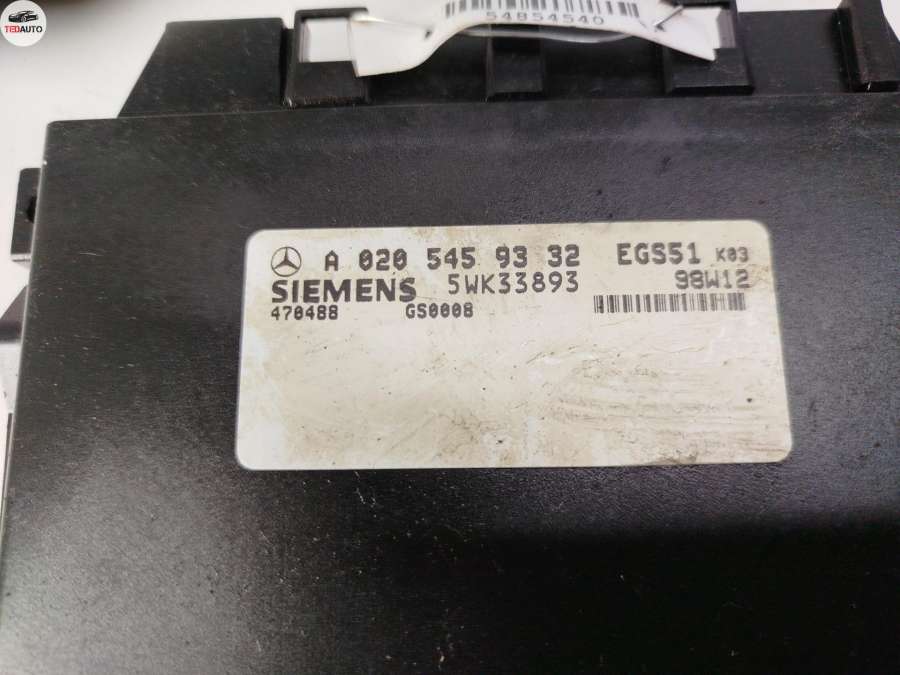 TEDAUTO
54854540
A 020 545 93 32 EGS51 K03
SIEMENS 5WK33893 98W12
470488 GS0008